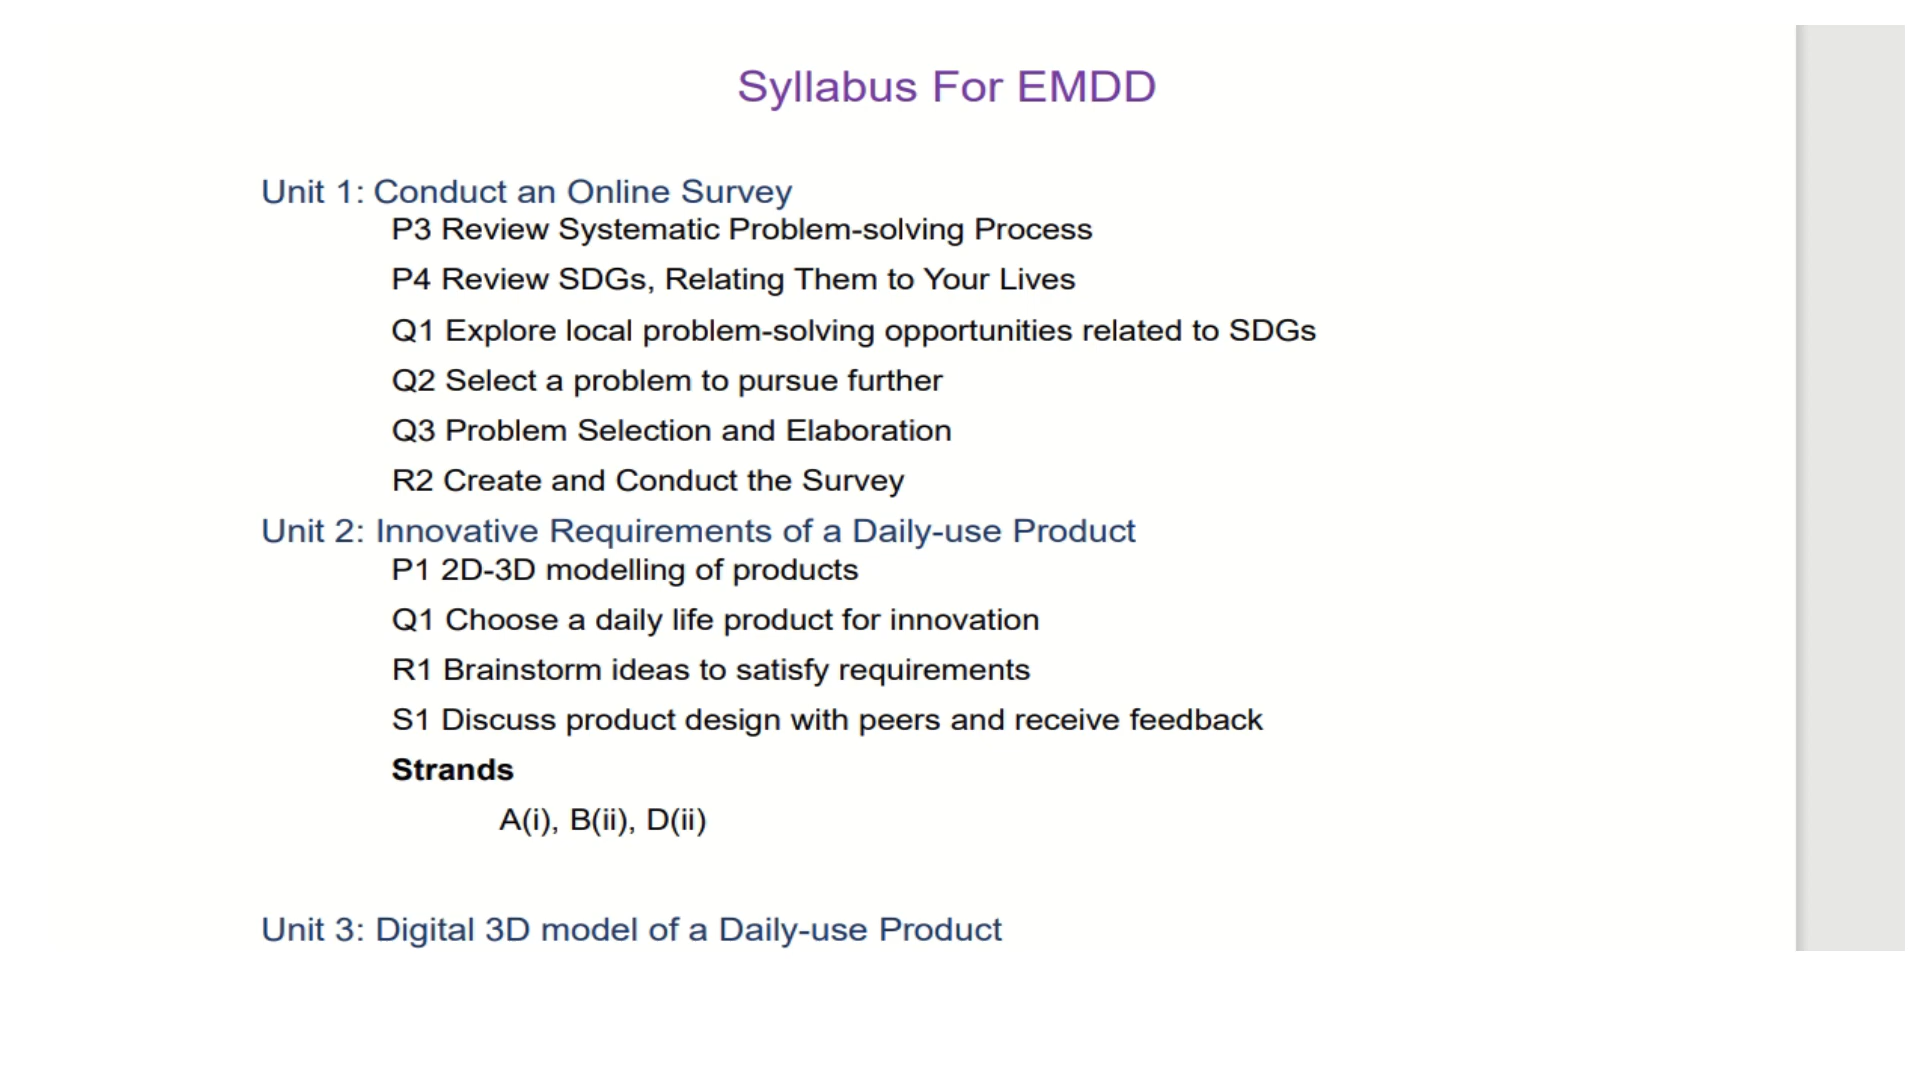 Syllabus For EMDD
Unit 1: Conduct an Online Survey
P3 Review Systematic Problem-solving Process
P4 Review SDGs, Relating Them to Your Lives
Q1 Explore local problem-solving opportunities related to SDGs
Q2 Select a problem to pursue further
Q3 Problem Selection and Elaboration
R2 Create and Conduct the Survey
Unit 2: Innovative Requirements of a Daily-use Product
P1 2D-3D modelling of products
Q1 Choose a daily life product for innovation
R1 Brainstorm ideas to satisfy requirements
S1 Discuss product design with peers and receive feedback
Strands
A(i), B(ii), D(ii)
Unit 3: Digital 3D model of a Daily-use Product